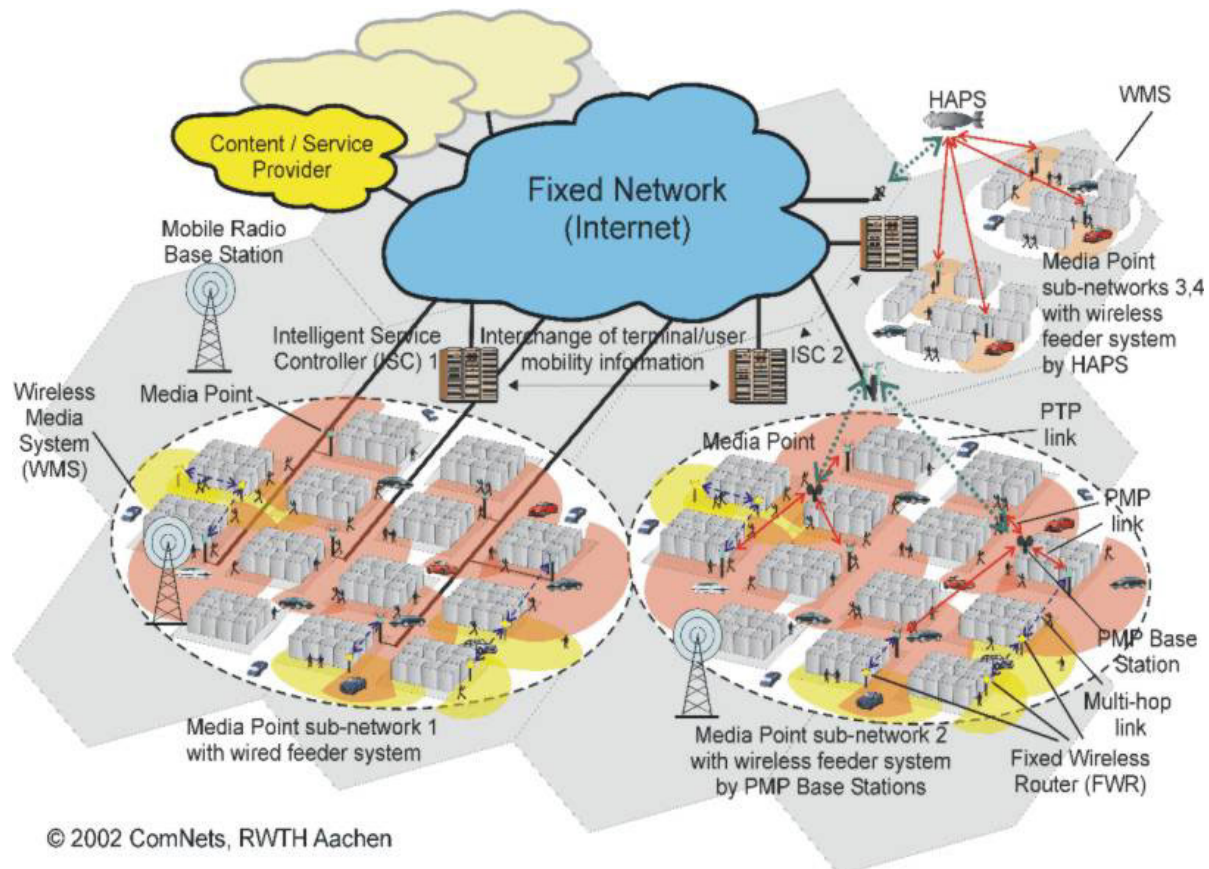 Content / Service
Provider
Fixed Network
(Internet)
HAPS
WMS
Mobile Radio
Base Station
Media Point
sub-networks 3,4
with wireless
feeder system
by HAPS
Intelligent Service
Controller (ISC) 1
Interchange of terminal/user
mobility information
ISC 2
Wireless
Media
System
(WMS)
Media Point
Media Point
PTP
link
PMP
link
PMP Base
Station
Multi-hop
link
Fixed Wireless
Router (FWR)
Media Point sub-network 1
with wired feeder system
Media Point sub-network 2
with wireless feeder system
by PMP Base Stations
© 2002 ComNets, RWTH Aachen